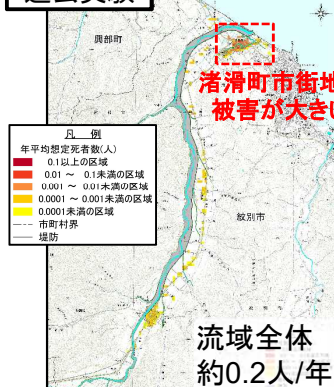 興部町
渚滑町市街地
被害が大きい
凡 例
年平均想定死者数(人)
0.1以上の区域
0.01 ～ 0.1未満の区域
0.001 ～ 0.01未満の区域
0.0001 ～ 0.001未満の区域
0.0001未満の区域
市町村界
堤防
紋別市
流域全体
約0.2人/年